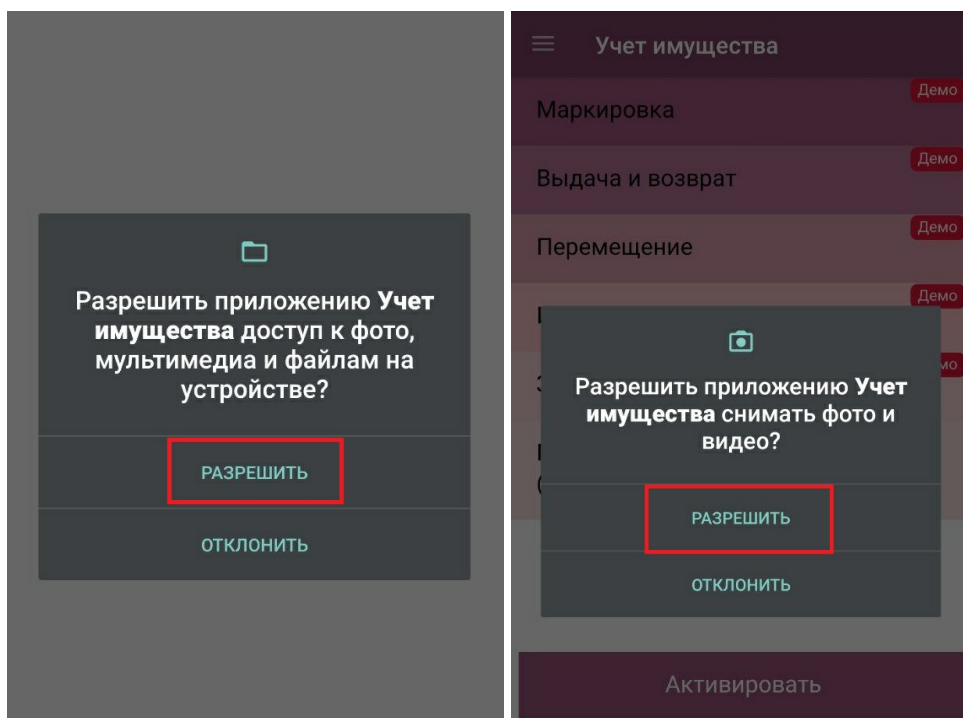 Разрешить приложению Учет
имущества доступ к фото,
мультимедиа и файлам на
устройстве?
РАЗРЕШИТЬ
ОТКЛОНИТЬ
Учет имущества
Демо
Маркировка
Демо
Выдача и возврат
Демо
Перемещение
Демо
Разрешить приложению Учет
имущества снимать фото и
видео?
РАЗРЕШИТЬ
ОТКЛОНИТЬ
Активировать